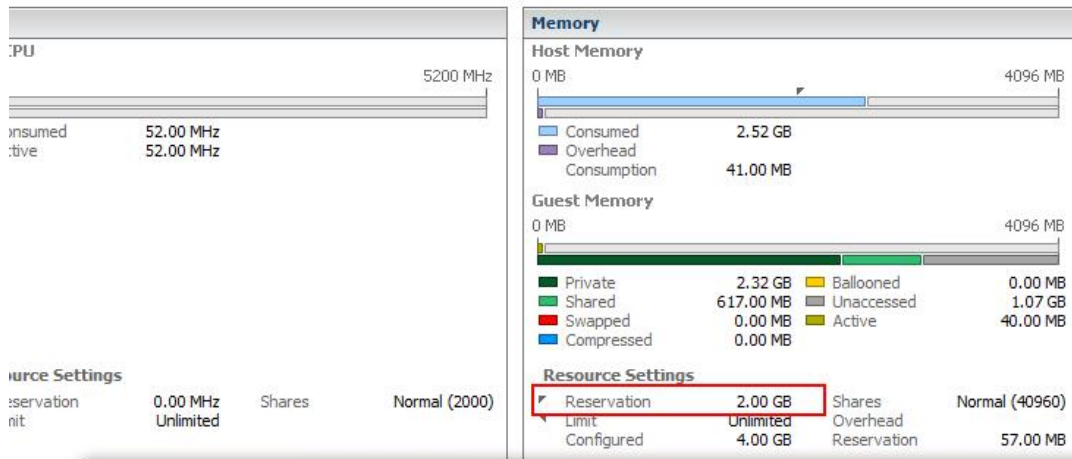 Memory
CPU
Host Memory
5200 MHz
0 MB 4096 MB
Consumed 52.00 MHz
Active 52.00 MHz
Consumed 2.52 GB
Overhead
Consumption 41.00 MB
Guest Memory
0 MB 4096 MB
Private 2.32 GB Ballooned 0.00 MB
Shared 617.00 MB Unaccessed 1.07 GB
Swapped 0.00 MB Active 40.00 MB
Compressed 0.00 MB
ource Settings
eservation 0.00 MHz Shares Normal (2000)
mit Unlimited
Resource Settings
Reservation 2.00 GB Shares Normal (40960)
Limit Unlimited Overhead
Configured 4.00 GB Reservation 57.00 MB